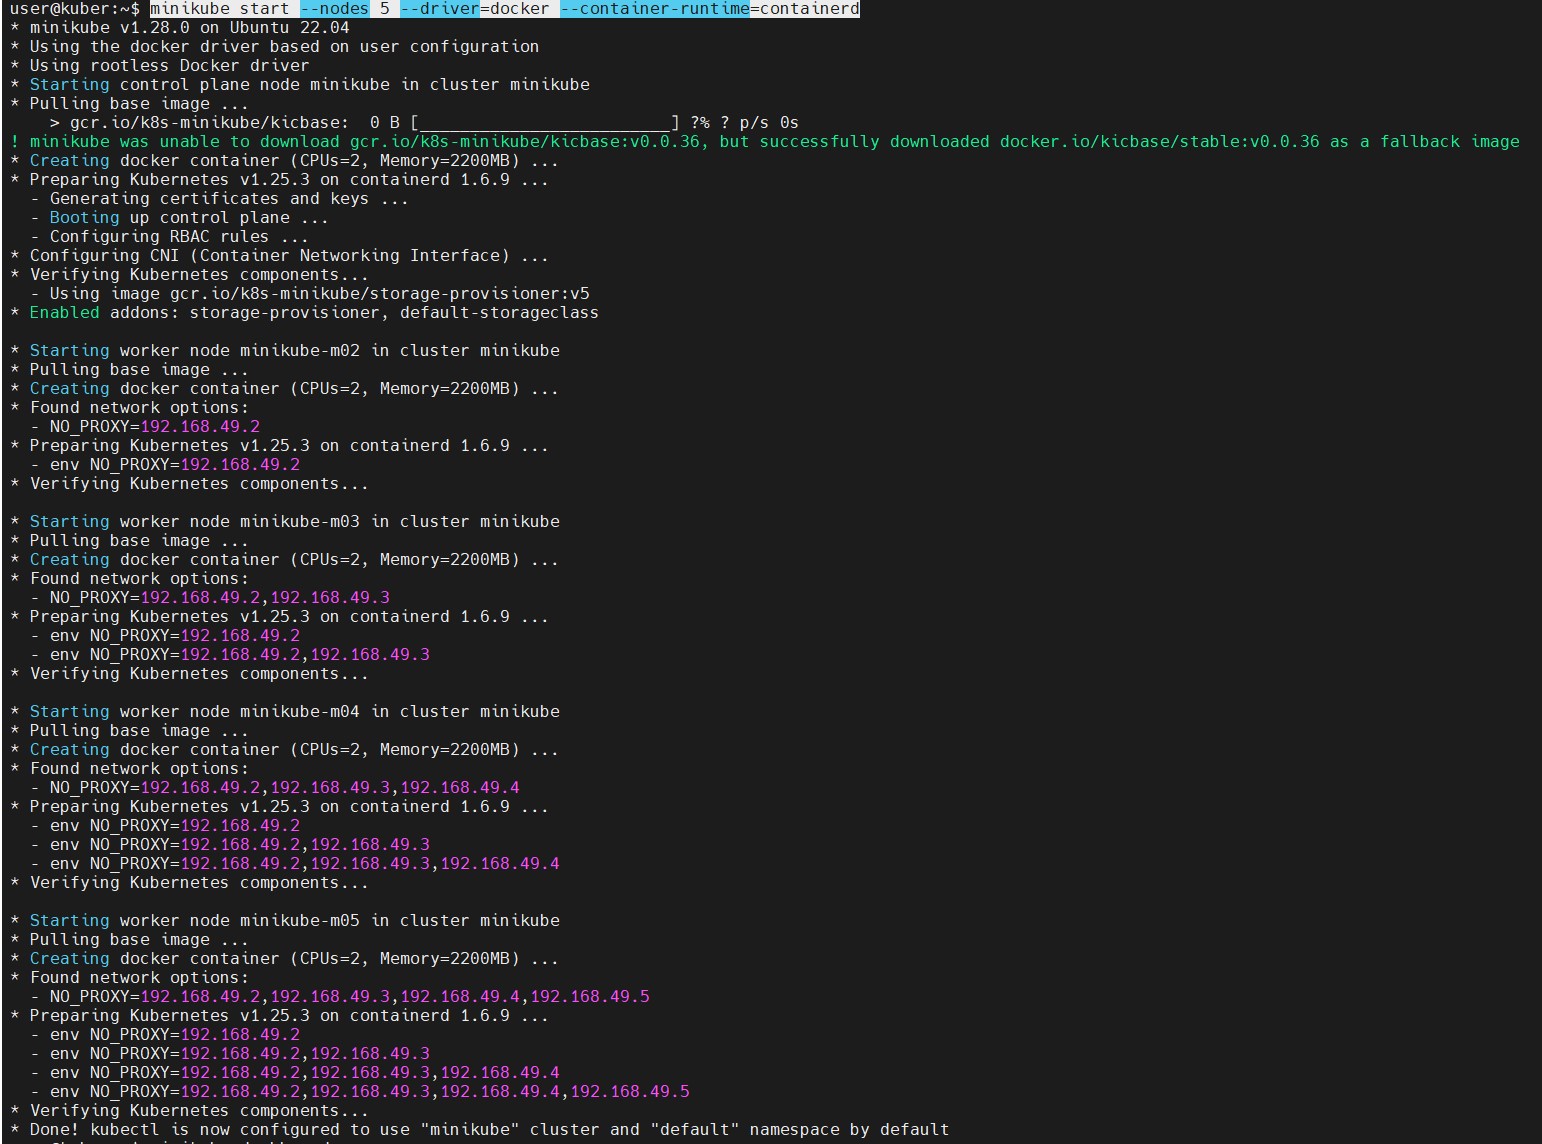 user@kuber:~$ minikube start --nodes 5 --driver=docker --container-runtime=containerd
* minikube v1.28.0 on Ubuntu 22.04
* Using the docker driver based on user configuration
* Using rootless Docker driver
* Starting control plane node minikube in cluster minikube
* Pulling base image ...
    > gcr.io/k8s-minikube/kicbase:  0 B [_________________________] ?% ? p/s 0s
! minikube was unable to download gcr.io/k8s-minikube/kicbase:v0.0.36, but successfully downloaded docker.io/kicbase/stable:v0.0.36 as a fallback image
* Creating docker container (CPUs=2, Memory=2200MB) ...
* Preparing Kubernetes v1.25.3 on containerd 1.6.9 ...
  - Generating certificates and keys ...
  - Booting up control plane ...
  - Configuring RBAC rules ...
* Configuring CNI (Container Networking Interface) ...
* Verifying Kubernetes components...
  - Using image gcr.io/k8s-minikube/storage-provisioner:v5
* Enabled addons: storage-provisioner, default-storageclass

* Starting worker node minikube-m02 in cluster minikube
* Pulling base image ...
* Creating docker container (CPUs=2, Memory=2200MB) ...
* Found network options:
  - NO_PROXY=192.168.49.2
* Preparing Kubernetes v1.25.3 on containerd 1.6.9 ...
  - env NO_PROXY=192.168.49.2
* Verifying Kubernetes components...

* Starting worker node minikube-m03 in cluster minikube
* Pulling base image ...
* Creating docker container (CPUs=2, Memory=2200MB) ...
* Found network options:
  - NO_PROXY=192.168.49.2,192.168.49.3
* Preparing Kubernetes v1.25.3 on containerd 1.6.9 ...
  - env NO_PROXY=192.168.49.2
  - env NO_PROXY=192.168.49.2,192.168.49.3
* Verifying Kubernetes components...

* Starting worker node minikube-m04 in cluster minikube
* Pulling base image ...
* Creating docker container (CPUs=2, Memory=2200MB) ...
* Found network options:
  - NO_PROXY=192.168.49.2,192.168.49.3,192.168.49.4
* Preparing Kubernetes v1.25.3 on containerd 1.6.9 ...
  - env NO_PROXY=192.168.49.2
  - env NO_PROXY=192.168.49.2,192.168.49.3
  - env NO_PROXY=192.168.49.2,192.168.49.3,192.168.49.4
* Verifying Kubernetes components...

* Starting worker node minikube-m05 in cluster minikube
* Pulling base image ...
* Creating docker container (CPUs=2, Memory=2200MB) ...
* Found network options:
  - NO_PROXY=192.168.49.2,192.168.49.3,192.168.49.4,192.168.49.5
* Preparing Kubernetes v1.25.3 on containerd 1.6.9 ...
  - env NO_PROXY=192.168.49.2
  - env NO_PROXY=192.168.49.2,192.168.49.3
  - env NO_PROXY=192.168.49.2,192.168.49.3,192.168.49.4
  - env NO_PROXY=192.168.49.2,192.168.49.3,192.168.49.4,192.168.49.5
* Verifying Kubernetes components...
* Done! kubectl is now configured to use "minikube" cluster and "default" namespace by default